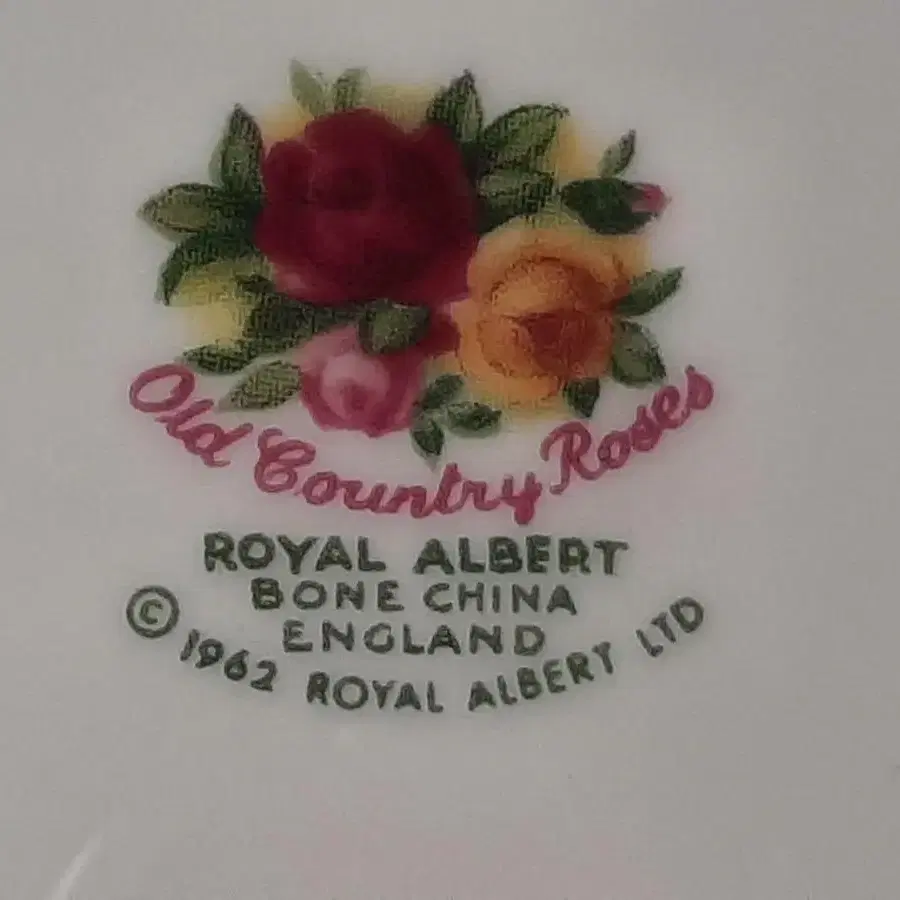 Old Country Roses
ROYAL ALBERT
BONE CHINA
ENGLAND
© 1962 ROYAL ALBERT LTD